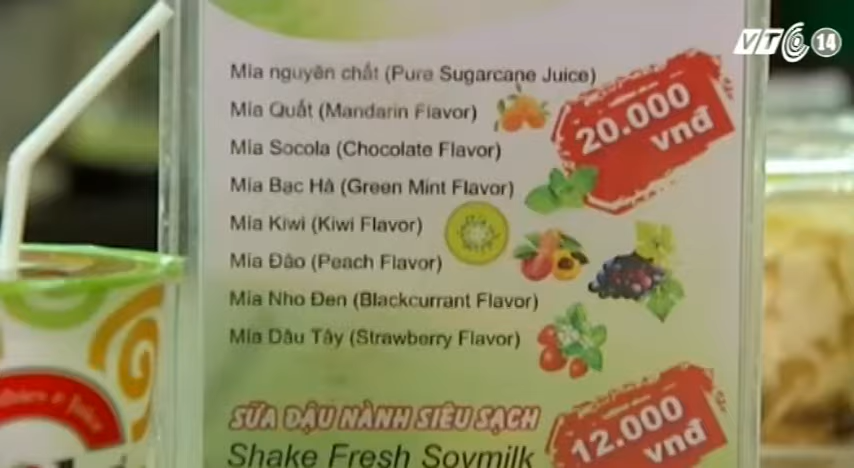 VTC 14
Mía nguyên chất (Pure Sugarcane Juice)
Mía Quất (Mandarin Flavor)
20.000
vnđ
Mía Socola (Chocolate Flavor)
Mía Bạc Hà (Green Mint Flavor)
Mía Kiwi (Kiwi Flavor)
Mía Đào (Peach Flavor)
Mía Nho Đen (Blackcurrant Flavor)
Mía Dâu Tây (Strawberry Flavor)
SỮA ĐẬU NÀNH SIÊU SẠCH
12.000
vnđ
Shake Fresh Soymilk